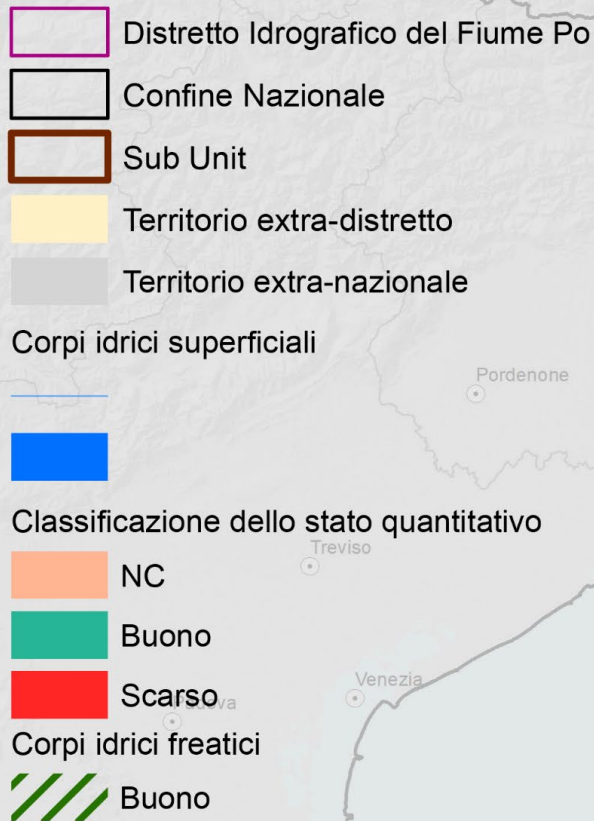 Distretto Idrografico del Fiume Po
Confine Nazionale
Sub Unit
Territorio extra-distretto
Territorio extra-nazionale
Corpi idrici superficiali
Pordenone
Classificazione dello stato quantitativo
Treviso
NC
Buono
Venezia
Scarso
Padova
Corpi idrici freatici
Buono